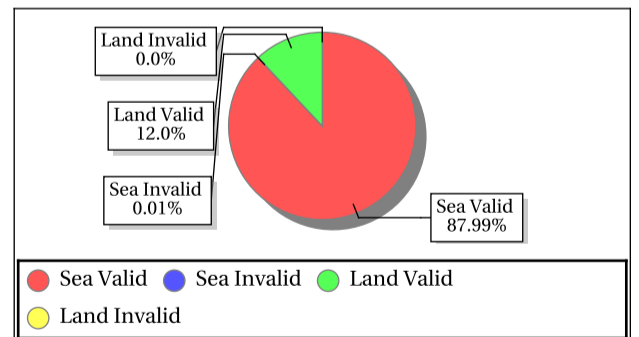 Land Invalid
0.0%
Land Valid
12.0%
Sea Invalid
0.01%
Sea Valid
87.99%
Sea Valid Sea Invalid Land Valid
Land Invalid